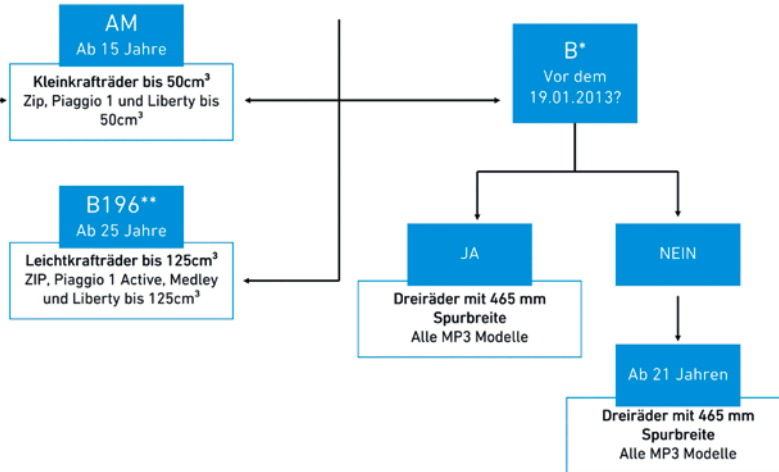 AM
Ab 15 Jahre
Kleinkrafträder bis 50cm³
Zip, Piaggio 1 und Liberty bis
50cm³
B196**
Ab 25 Jahre
Leichtkrafträder bis 125cm³
ZIP, Piaggio 1 Active, Medley
und Liberty bis 125cm³
B*
Vor dem
19.01.2013?
JA
Dreiräder mit 465 mm
Spurbreite
Alle MP3 Modelle
NEIN
Ab 21 Jahren
Dreiräder mit 465 mm
Spurbreite
Alle MP3 Modelle